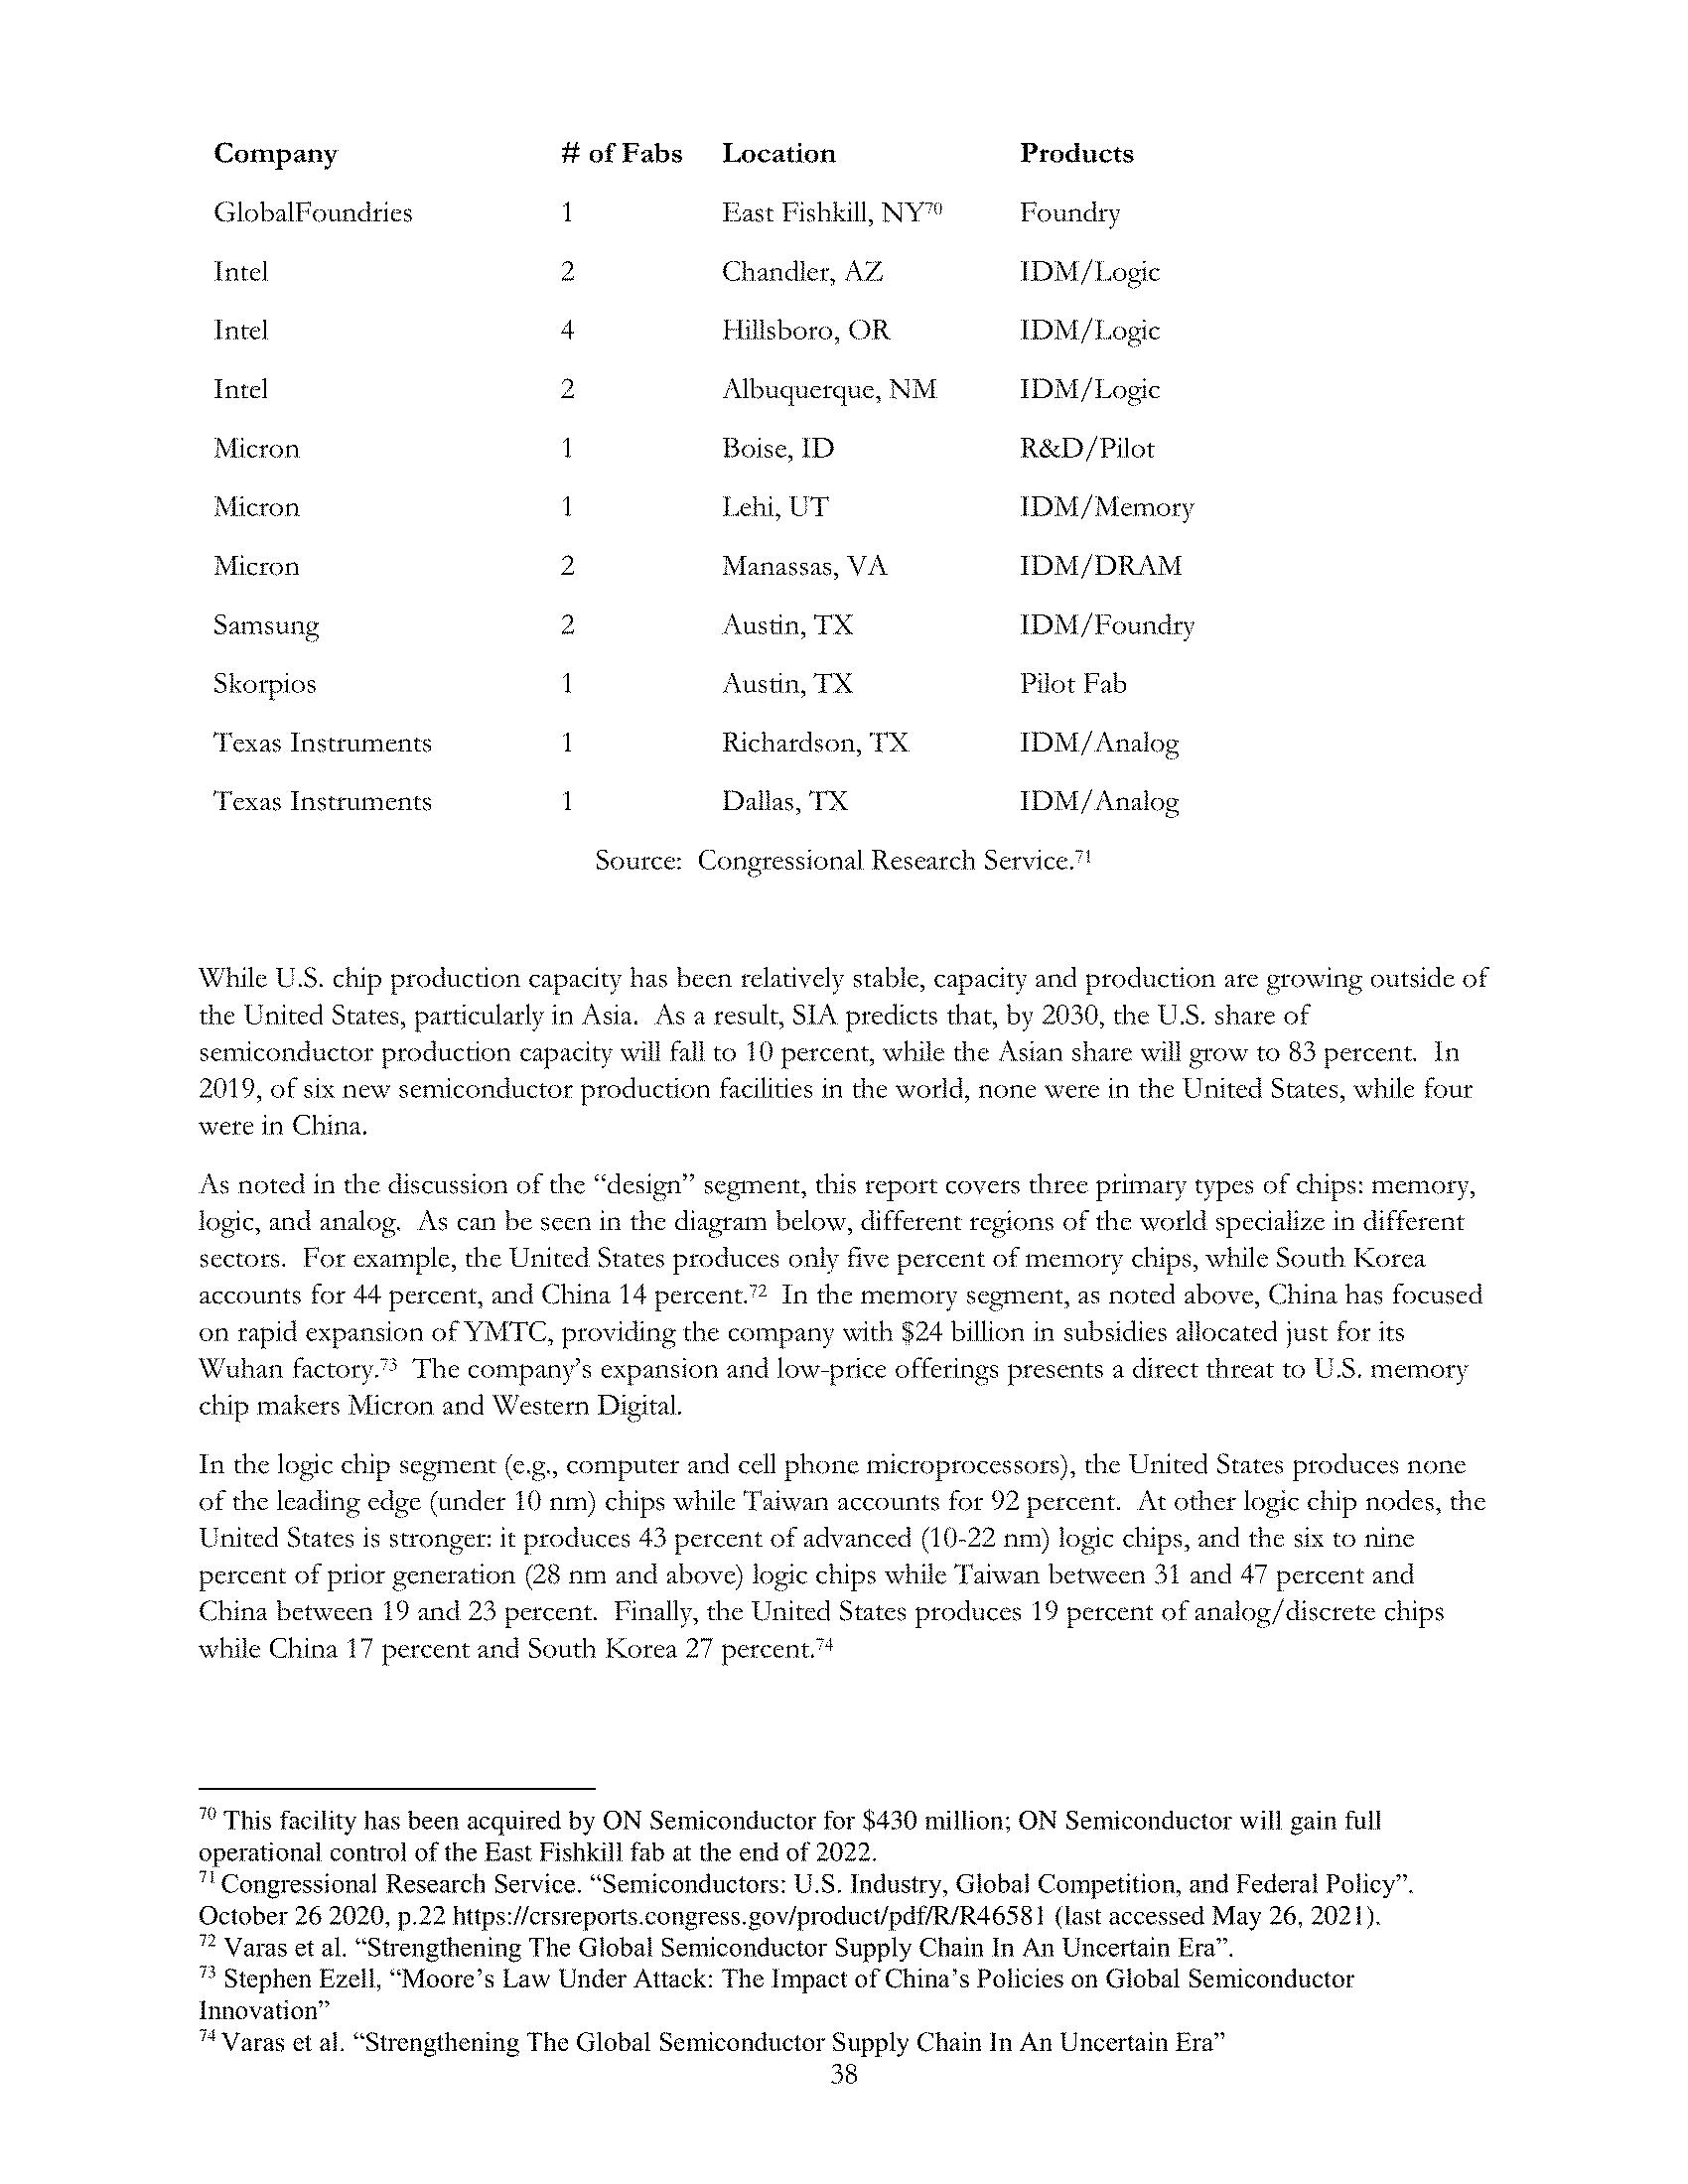 Company # of Fabs Location Products
GlobalFoundries 1 East Fishkill, NY70 Foundry
Intel 2 Chandler, AZ IDM/Logic
Intel 4 Hillsboro, OR IDM/Logic
Intel 2 Albuquerque, NM IDM/Logic
Micron 1 Boise, ID R&D/Pilot
Micron 1 Lehi, UT IDM/Memory
Micron 2 Manassas, VA IDM/DRAM
Samsung 2 Austin, TX IDM/Foundry
Skorpios 1 Austin, TX Pilot Fab
Texas Instruments 1 Richardson, TX IDM/Analog
Texas Instruments 1 Dallas, TX IDM/Analog
Source: Congressional Research Service.71
While U.S. chip production capacity has been relatively stable, capacity and production are growing outside of
the United States, particularly in Asia. As a result, SIA predicts that, by 2030, the U.S. share of
semiconductor production capacity will fall to 10 percent, while the Asian share will grow to 83 percent. In
2019, of six new semiconductor production facilities in the world, none were in the United States, while four
were in China.
As noted in the discussion of the “design” segment, this report covers three primary types of chips: memory,
logic, and analog. As can be seen in the diagram below, different regions of the world specialize in different
sectors. For example, the United States produces only five percent of memory chips, while South Korea
accounts for 44 percent, and China 14 percent.72 In the memory segment, as noted above, China has focused
on rapid expansion of YMTC, providing the company with $24 billion in subsidies allocated just for its
Wuhan factory.73 The company’s expansion and low-price offerings presents a direct threat to U.S. memory
chip makers Micron and Western Digital.
In the logic chip segment (e.g., computer and cell phone microprocessors), the United States produces none
of the leading edge (under 10 nm) chips while Taiwan accounts for 92 percent. At other logic chip nodes, the
United States is stronger: it produces 43 percent of advanced (10-22 nm) logic chips, and the six to nine
percent of prior generation (28 nm and above) logic chips while Taiwan between 31 and 47 percent and
China between 19 and 23 percent. Finally, the United States produces 19 percent of analog/discrete chips
while China 17 percent and South Korea 27 percent.74
70 This facility has been acquired by ON Semiconductor for $430 million; ON Semiconductor will gain full
operational control of the East Fishkill fab at the end of 2022.
71 Congressional Research Service. “Semiconductors: U.S. Industry, Global Competition, and Federal Policy”.
October 26 2020, p.22 https://crsreports.congress.gov/product/pdf/R/R46581 (last accessed May 26, 2021).
72 Varas et al. “Strengthening The Global Semiconductor Supply Chain In An Uncertain Era”.
73 Stephen Ezell, “Moore’s Law Under Attack: The Impact of China’s Policies on Global Semiconductor
Innovation”
74 Varas et al. “Strengthening The Global Semiconductor Supply Chain In An Uncertain Era”
38